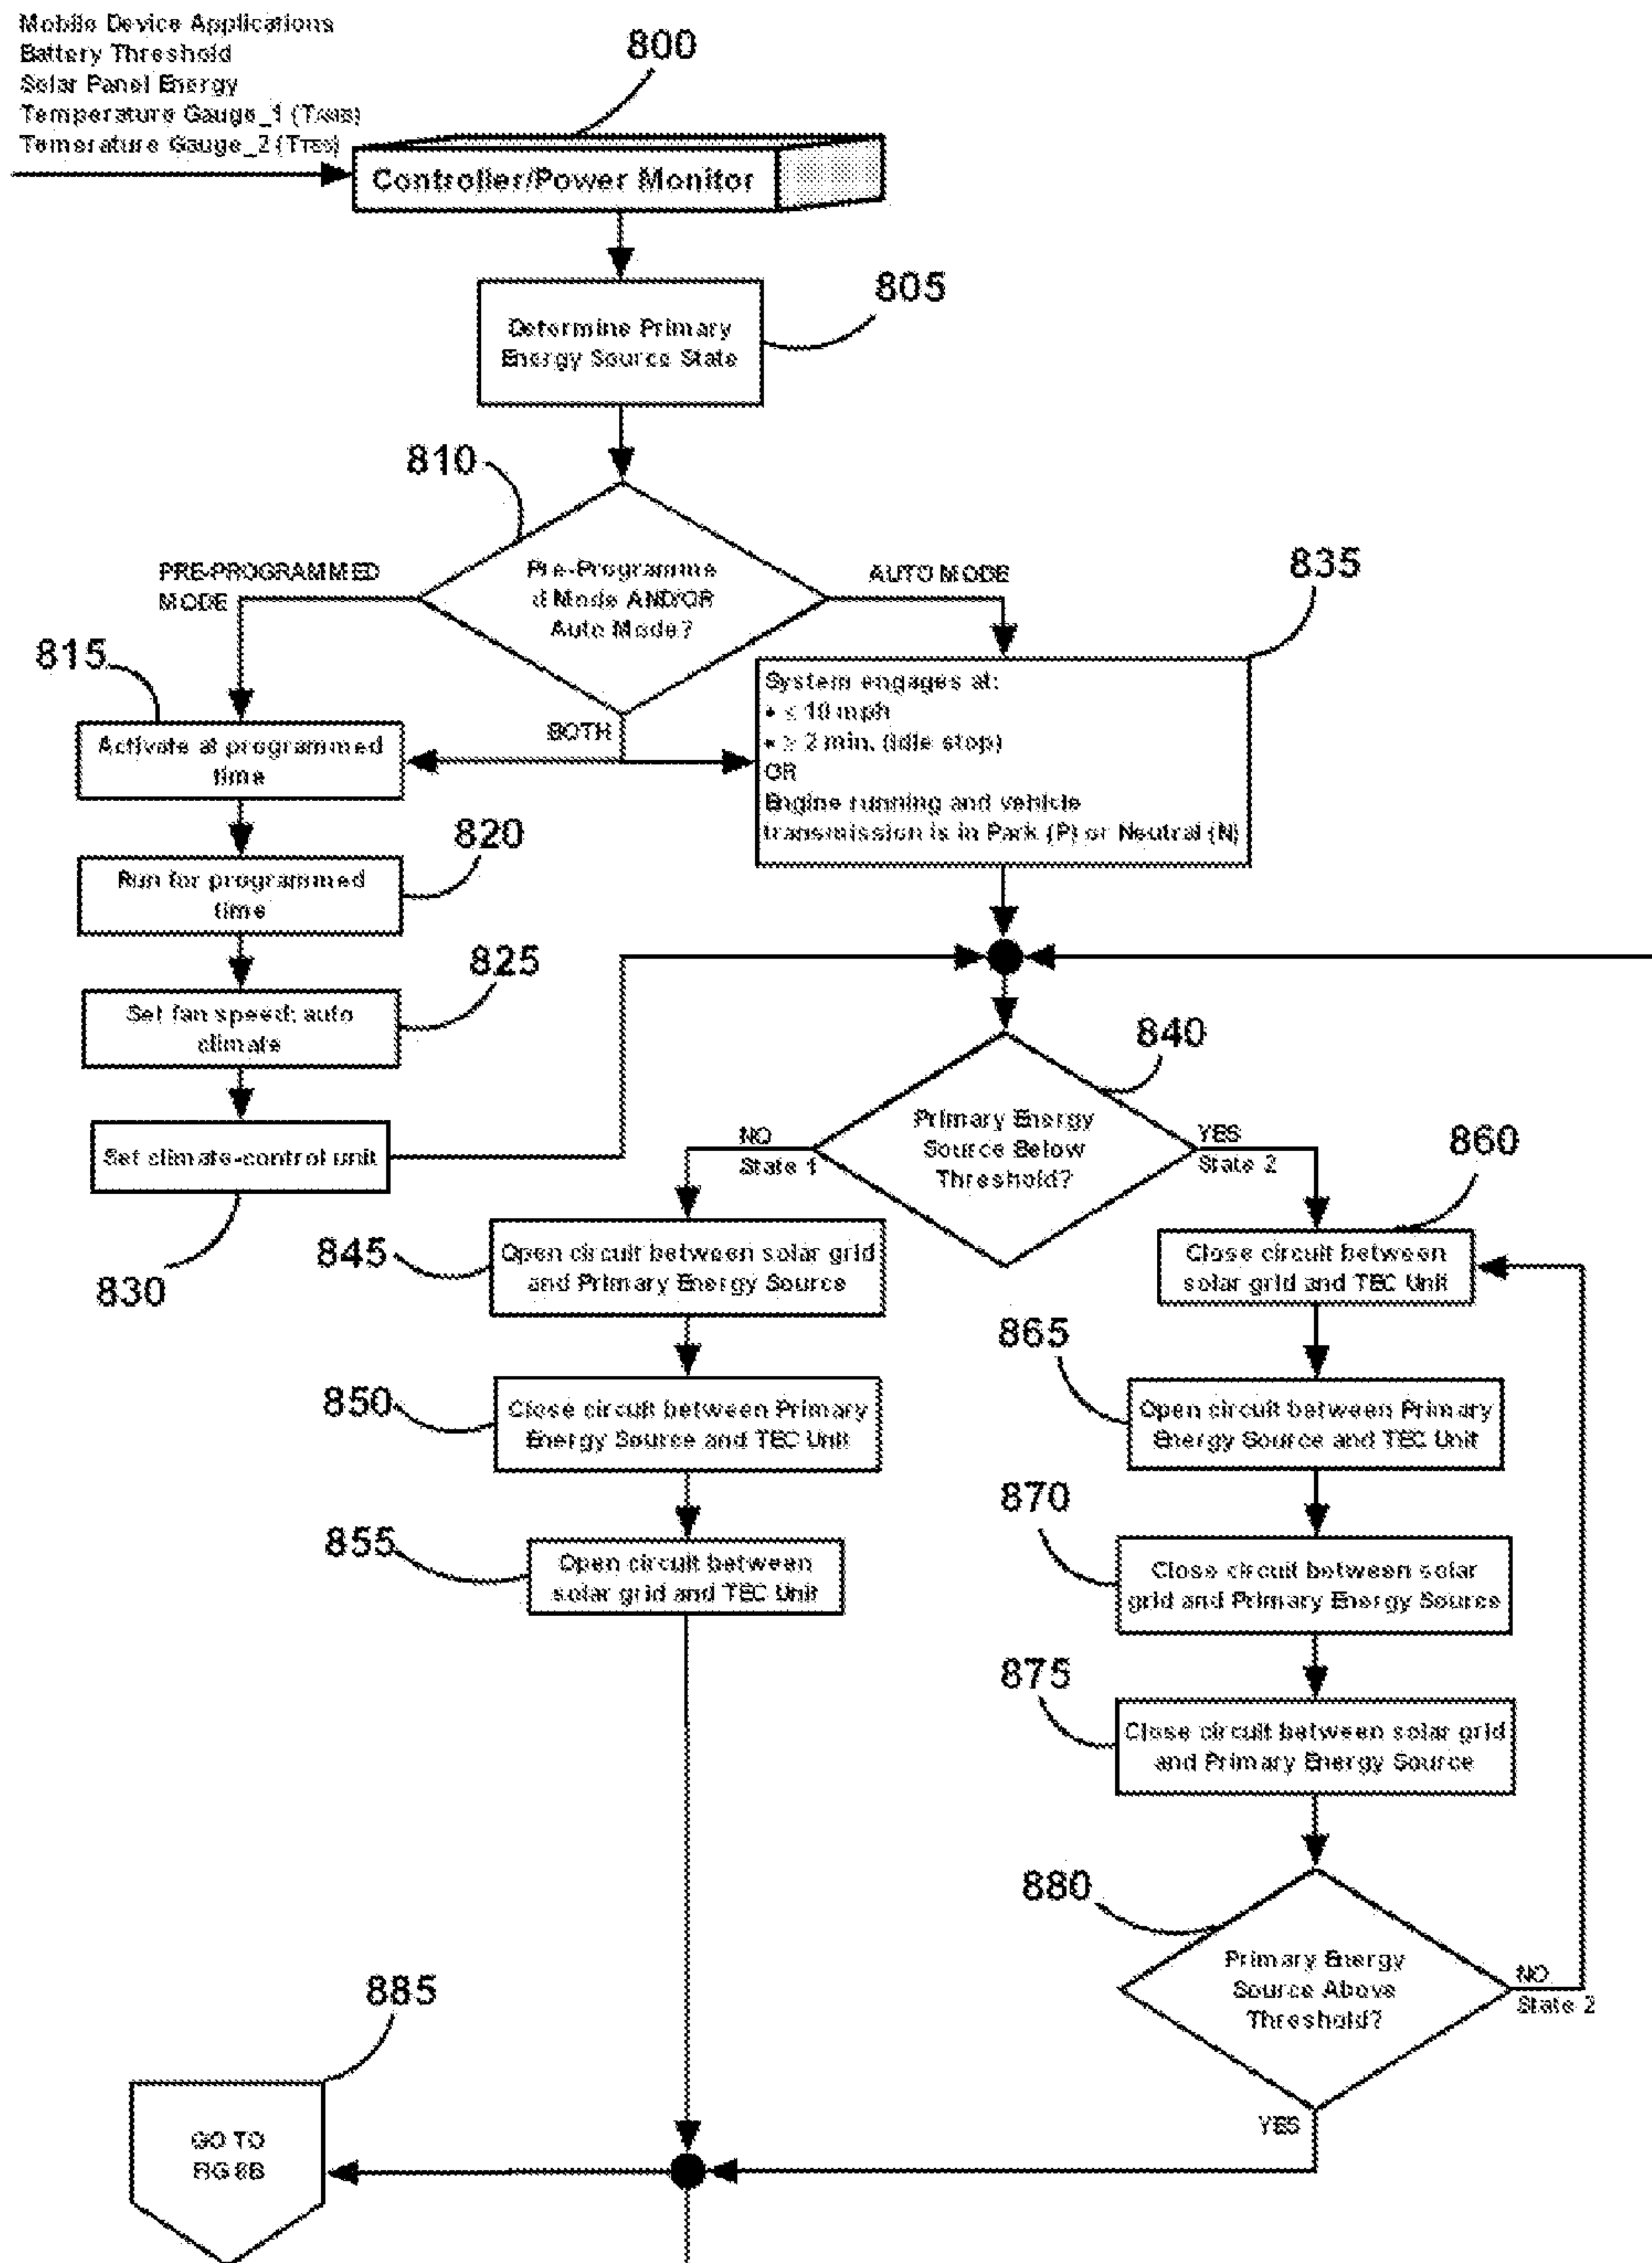 Mobile Device Applications
Battery Threshold
Solar Panel Energy
Temperature Gauge_1 (TAMB)
Temerature Gauge_2 (TTES)
800
Controller/Power Monitor
805
Determine Primary
Energy Source State
810
PRE-PROGRAMMED
MODE
Pre-Programme
d Mode AND/OR
Auto Mode?
AUTO MODE
835
815
Activate at programmed
time
BOTH
System engages at:
• ≤ 10 mph
• ≥ 2 min. (idle stop)
OR
Engine running and vehicle
transmission is in Park (P) or Neutral (N)
820
Run for programmed
time
825
Set fan speed; auto
climate
Set climate-control unit
830
840
Primary Energy
Source Below
Threshold?
NO
State 1
YES
State 2
845
Open circuit between solar grid
and Primary Energy Source
860
Close circuit between
solar grid and TEC Unit
850
Close circuit between Primary
Energy Source and TEC Unit
865
Open circuit between Primary
Energy Source and TEC Unit
855
Open circuit between
solar grid and TEC Unit
870
Close circuit between solar
grid and Primary Energy Source
875
Close circuit between solar grid
and Primary Energy Source
880
Primary Energy
Source Above
Threshold?
NO
State 2
YES
885
GO TO
FIG 8B